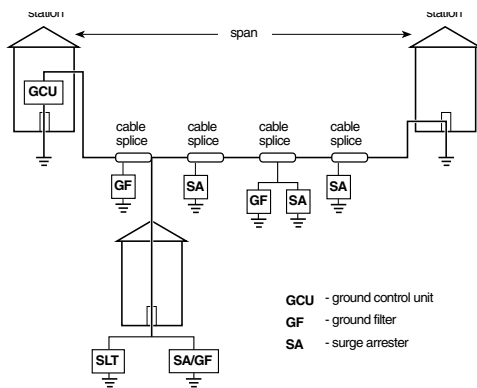 station
station
span
GCU
cable splice
cable splice
cable splice
cable splice
GF
SA
GF
SA
SA
GCU - ground control unit
GF - ground filter
SA - surge arrester
SLT
SA/GF